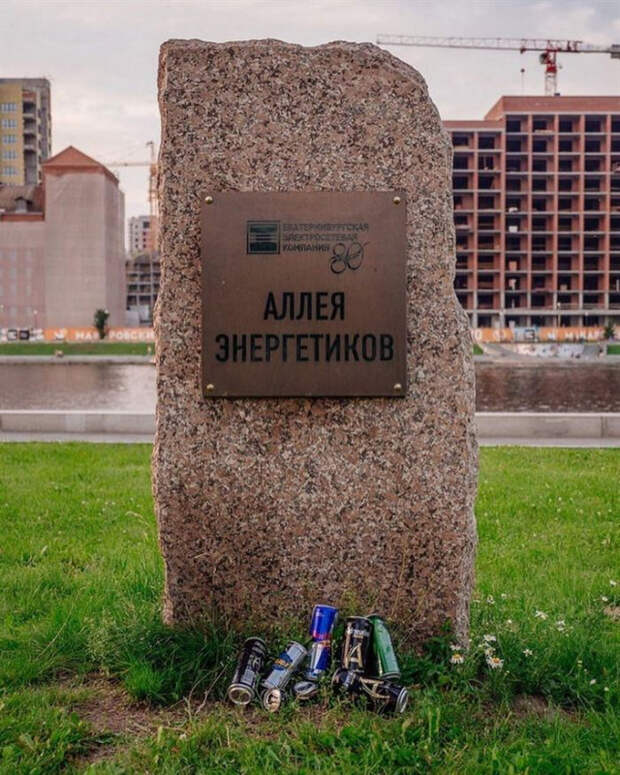 ЕКАТЕРИНБУРГСКАЯ
ЭЛЕКТРОСЕТЕВАЯ
КОМПАНИЯ
80
АЛЛЕЯ
ЭНЕРГЕТИКОВ